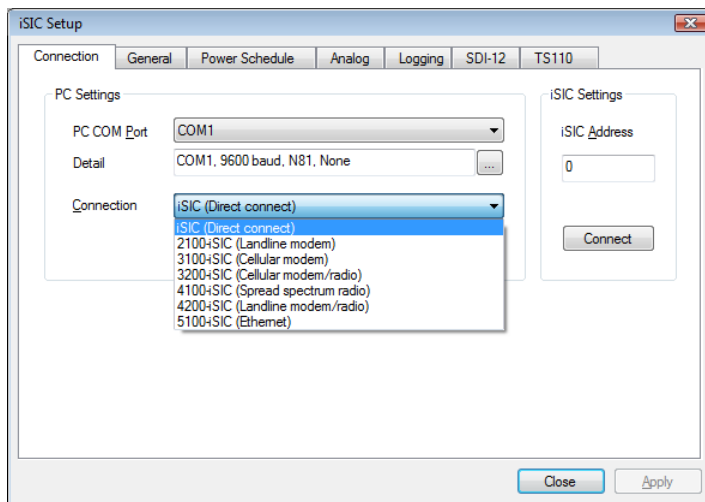 iSIC Setup
Connection General Power Schedule Analog Logging SDI-12 TS110
PC Settings
iSIC Settings
PC COM Port COM1
iSIC Address
Detail COM1, 9600 baud, N81, None ...
0
Connection iSIC (Direct connect)
iSIC (Direct connect)
2100-iSIC (Landline modem)
Connect
3100-iSIC (Cellular modem)
3200-iSIC (Cellular modem/radio)
4100-iSIC (Spread spectrum radio)
4200-iSIC (Landline modem/radio)
5100-iSIC (Ethernet)
Close Apply